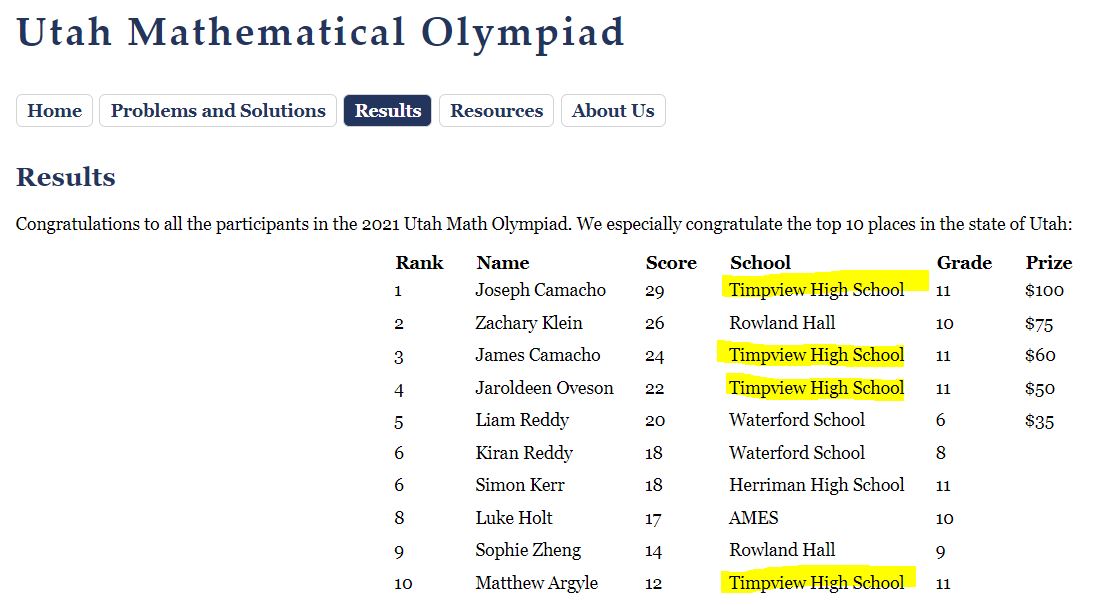 Utah Mathematical Olympiad
Home Problems and Solutions Results Resources About Us
Results
Congratulations to all the participants in the 2021 Utah Math Olympiad. We especially congratulate the top 10 places in the state of Utah:
Rank Name Score School Grade Prize
1 Joseph Camacho 29 Timpview High School 11 $100
2 Zachary Klein 26 Rowland Hall 10 $75
3 James Camacho 24 Timpview High School 11 $60
4 Jaroldeen Oveson 22 Timpview High School 11 $50
5 Liam Reddy 20 Waterford School 6 $35
6 Kiran Reddy 18 Waterford School 8
6 Simon Kerr 18 Herriman High School 11
8 Luke Holt 17 AMES 10
9 Sophie Zheng 14 Rowland Hall 9
10 Matthew Argyle 12 Timpview High School 11